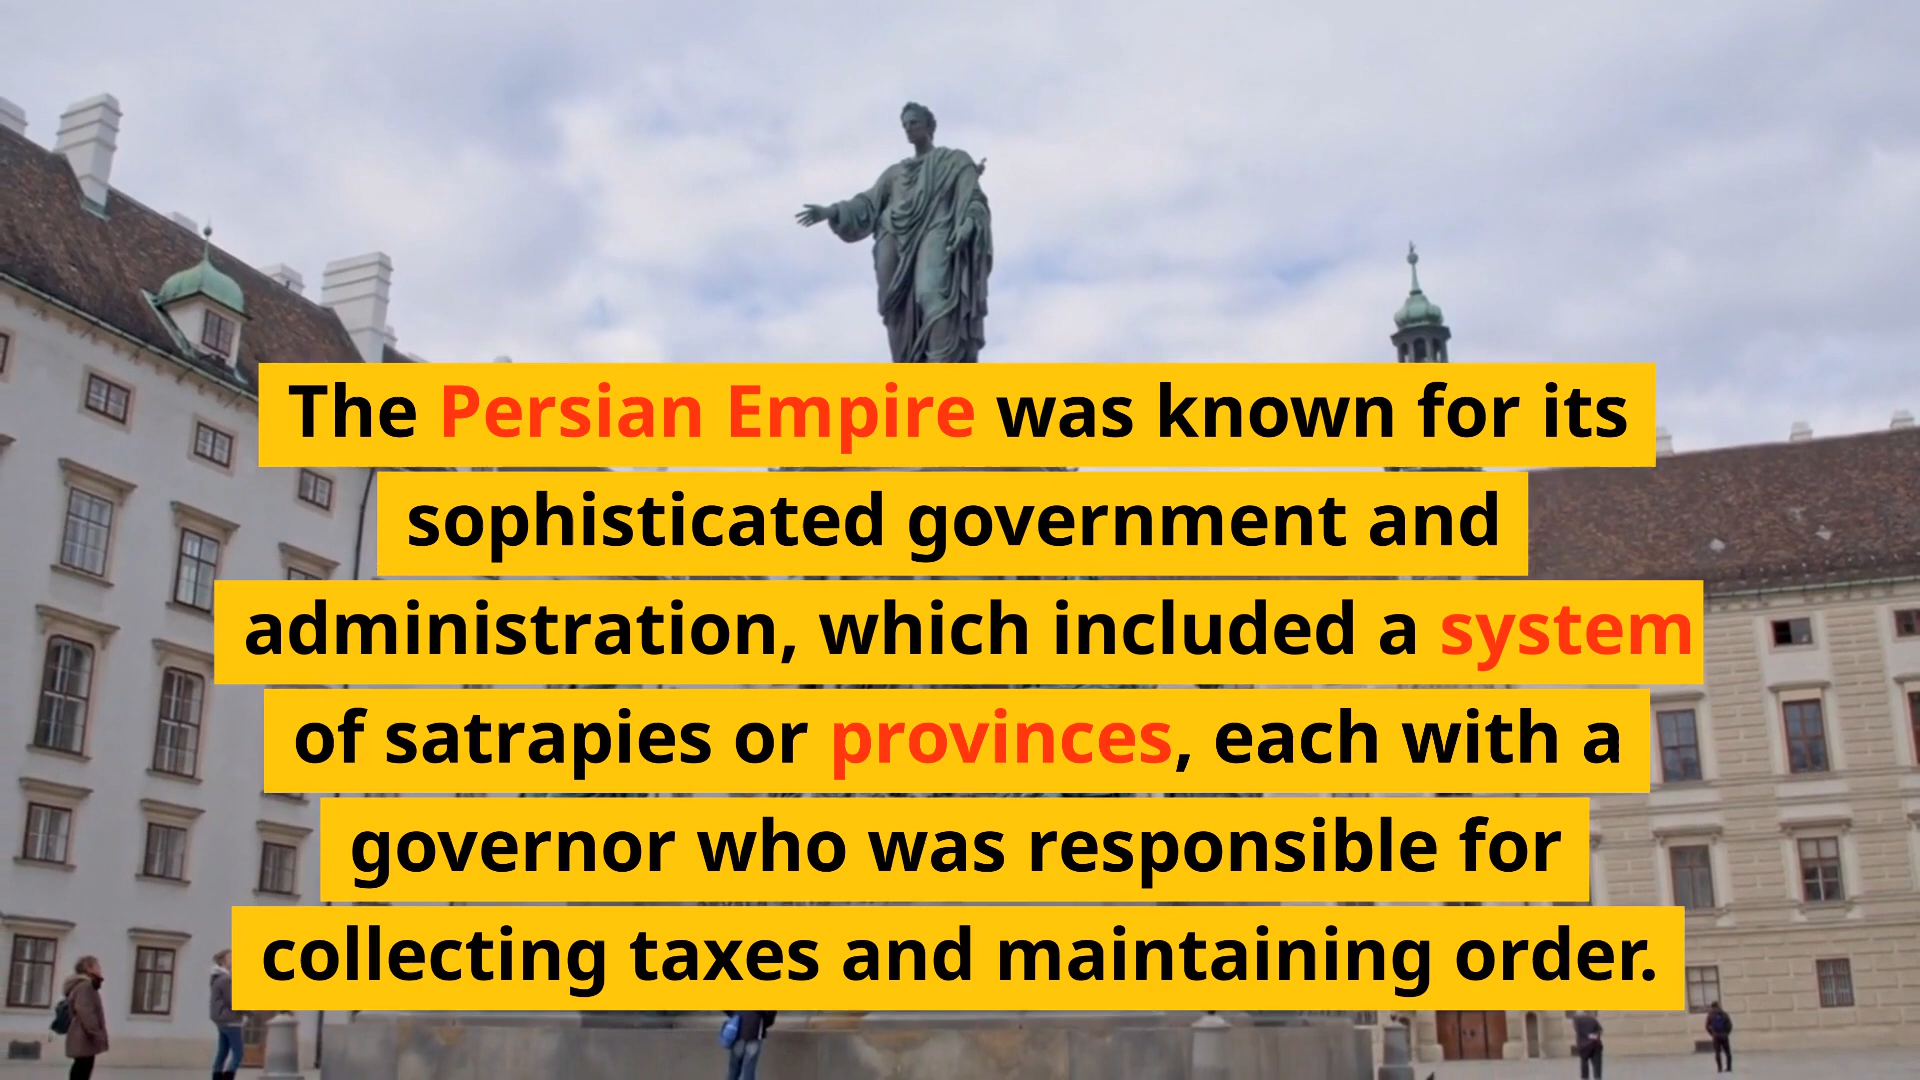 The Persian Empire was known for its
sophisticated government and
administration, which included a system
of satrapies or provinces, each with a
governor who was responsible for
collecting taxes and maintaining order.